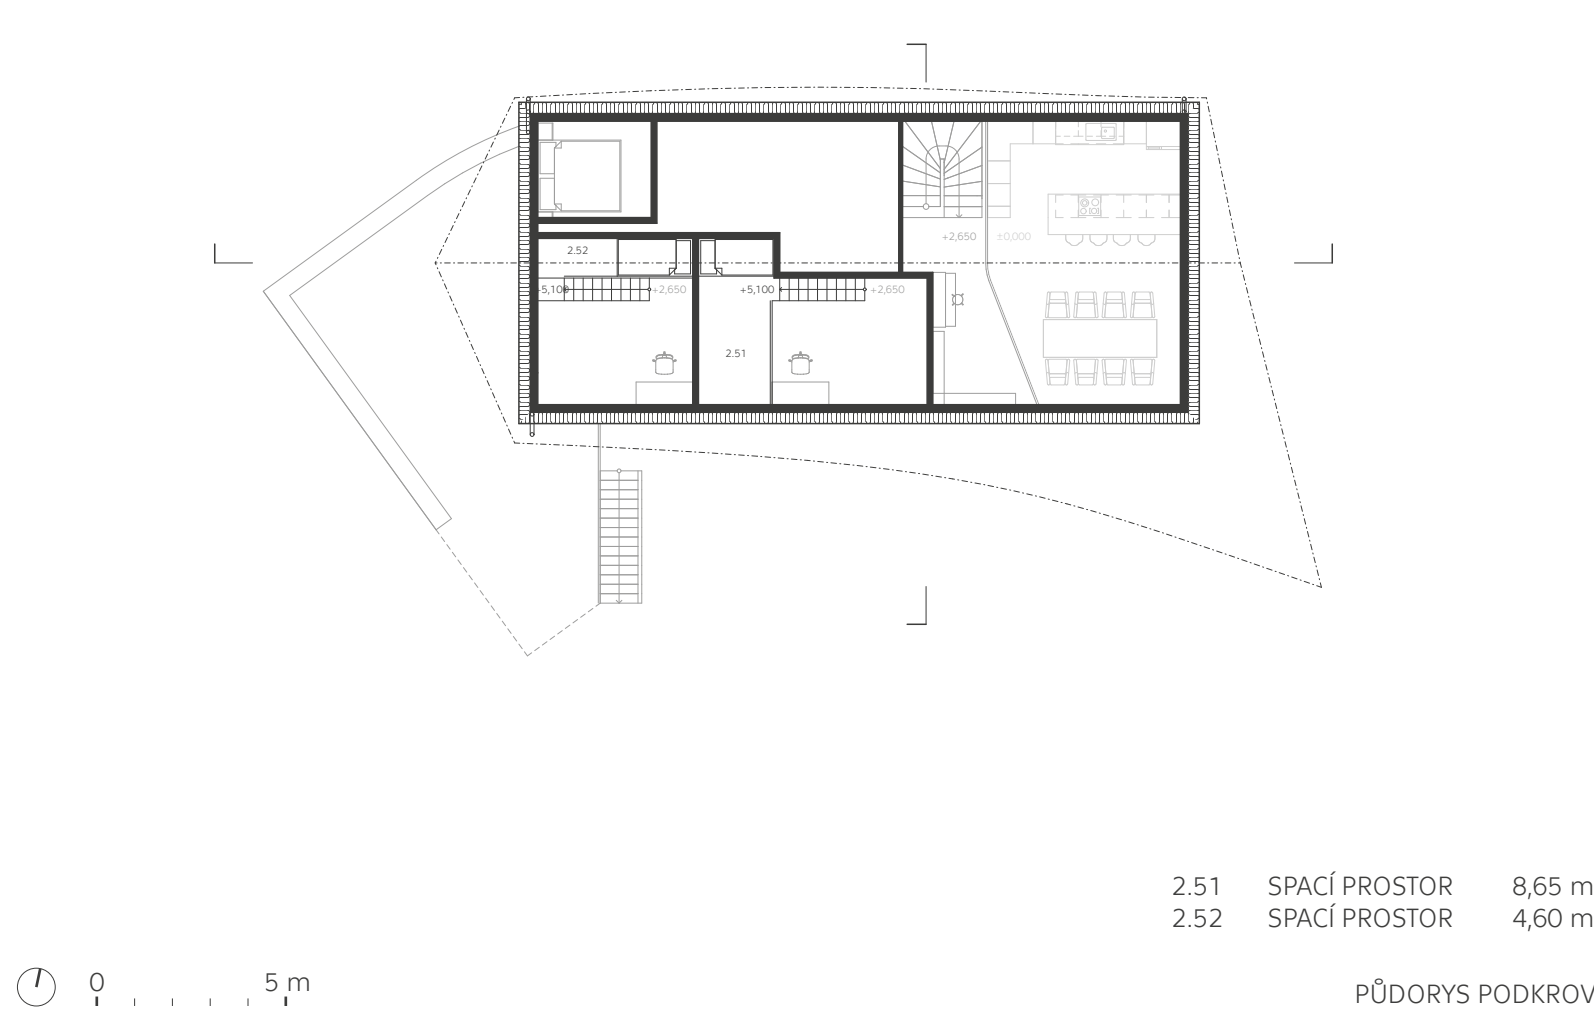 +2,650 ±0,000
2.52
+5,100 +2,650 +5,100 +2,650
2.51
2.51 SPACÍ PROSTOR 8,65 m
2.52 SPACÍ PROSTOR 4,60 m
0 5 m
PŮDORYS PODKROV